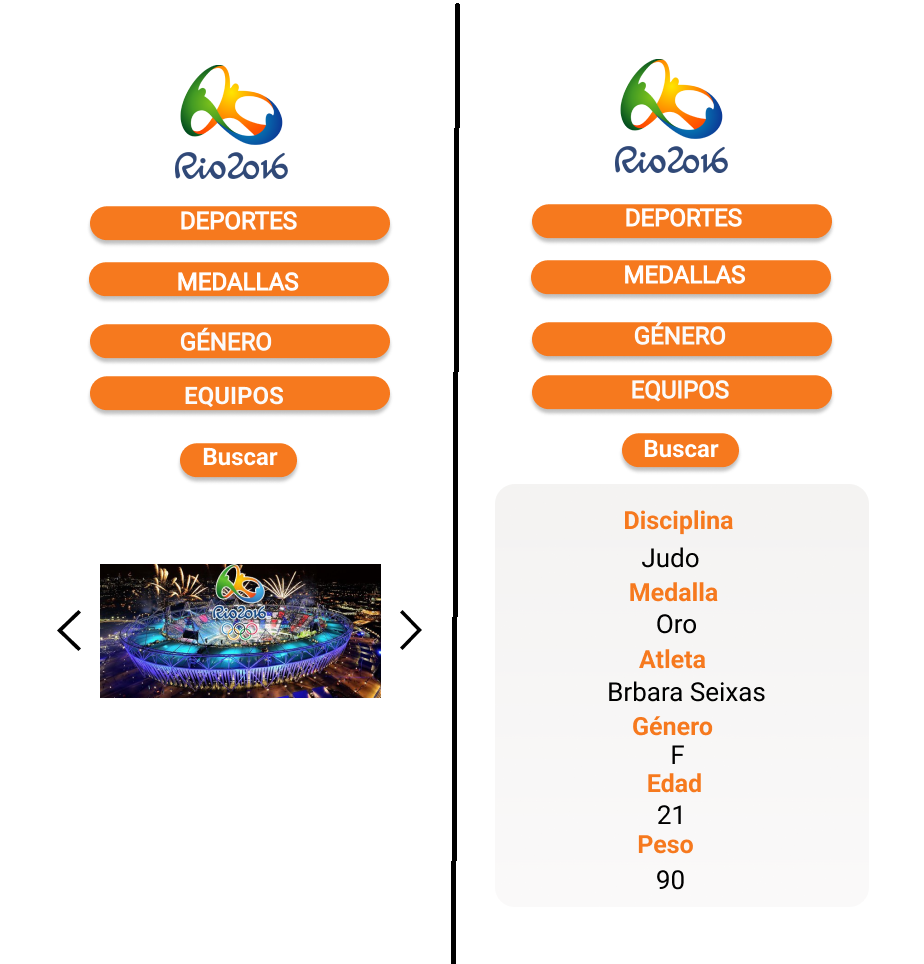 Rio2016
DEPORTES
MEDALLAS
GÉNERO
EQUIPOS
Buscar
Rio2016
Rio2016
DEPORTES
MEDALLAS
GÉNERO
EQUIPOS
Buscar
Disciplina
Judo
Medalla
Oro
Atleta
Brbara Seixas
Género
F
Edad
21
Peso
90